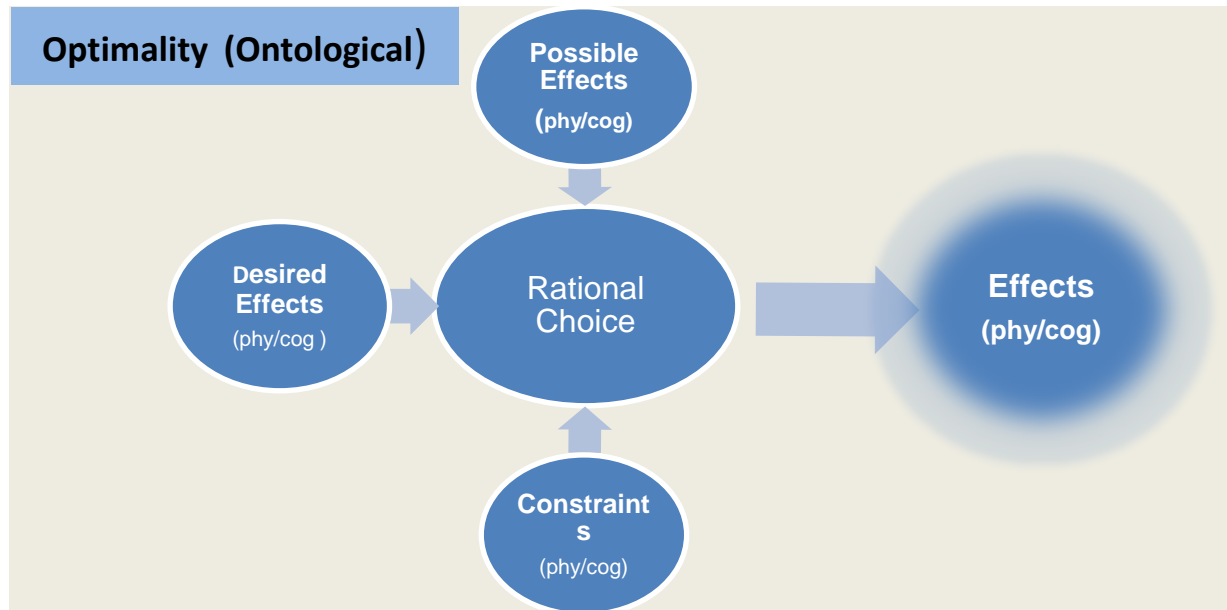 Optimality (Ontological)
Possible
Effects
(phy/cog)
Desired
Effects
(phy/cog )
Rational
Choice
Effects
(phy/cog)
Constraint
s
(phy/cog)